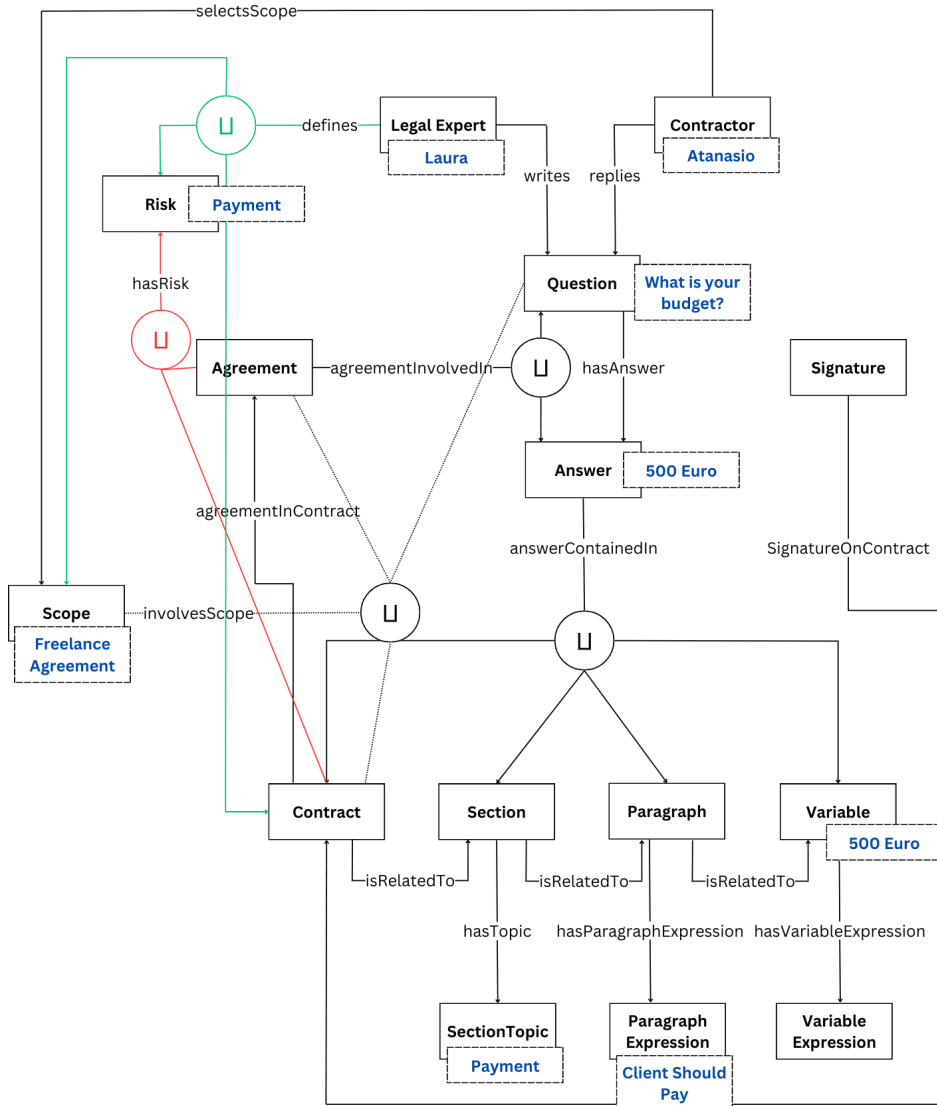 selectsScope
⊔
defines
Legal Expert
Laura
Contractor
Atanasio
writes
replies
Risk
Payment
hasRisk
Question
What is your
budget?
⊔
Agreement
agreementInvolvedIn
⊔
hasAnswer
Signature
Answer
500 Euro
agreementInContract
answerContainedIn
SignatureOnContract
Scope
Freelance
Agreement
involvesScope
⊔
⊔
Contract
Section
Paragraph
Variable
500 Euro
isRelatedTo
isRelatedTo
isRelatedTo
hasTopic
hasParagraphExpression
hasVariableExpression
SectionTopic
Payment
Paragraph
Expression
Client Should
Pay
Variable
Expression